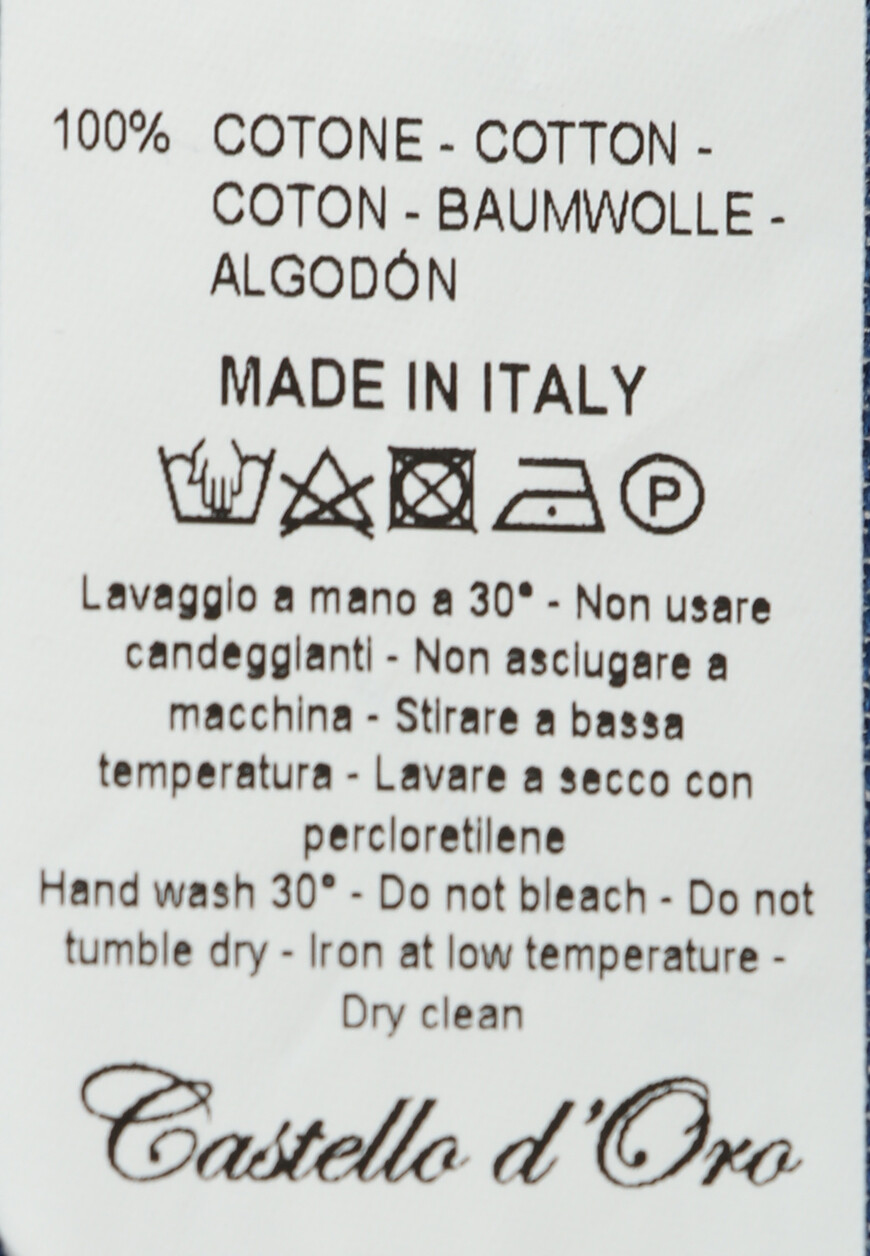 100% COTONE - COTTON -
COTON - BAUMWOLLE -
ALGODÓN
MADE IN ITALY
P
Lavaggio a mano a 30° - Non usare
candeggianti - Non asciugare a
macchina - Stirare a bassa
temperatura - Lavare a secco con
percloretilene
Hand wash 30° - Do not bleach - Do not
tumble dry - Iron at low temperature -
Dry clean
Castello d'Oro